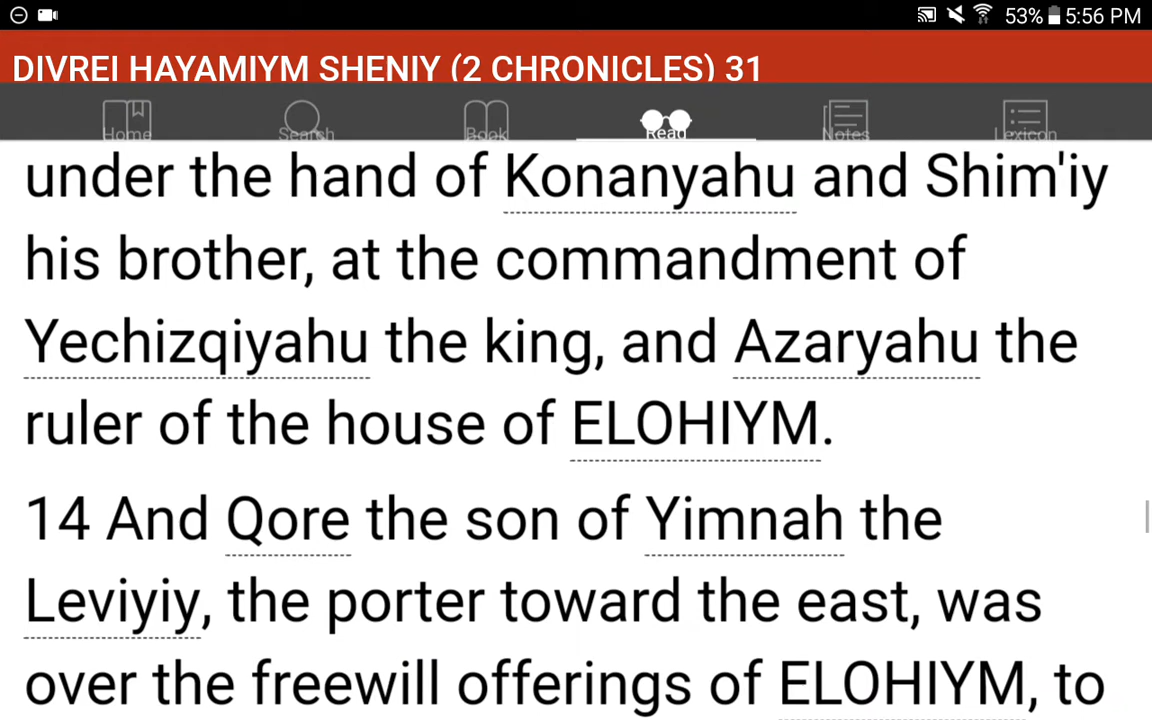 53% 5:56 PM
DIVREI HAYAMIYM SHENIY (2 CHRONICLES) 31
Home Search Book Read Notes Lexicon
under the hand of Konanyahu and Shim'iy
his brother, at the commandment of
Yechizqiyahu the king, and Azaryahu the
ruler of the house of ELOHIYM.
14 And Qore the son of Yimnah the
Leviyiy, the porter toward the east, was
over the freewill offerings of ELOHIYM, to